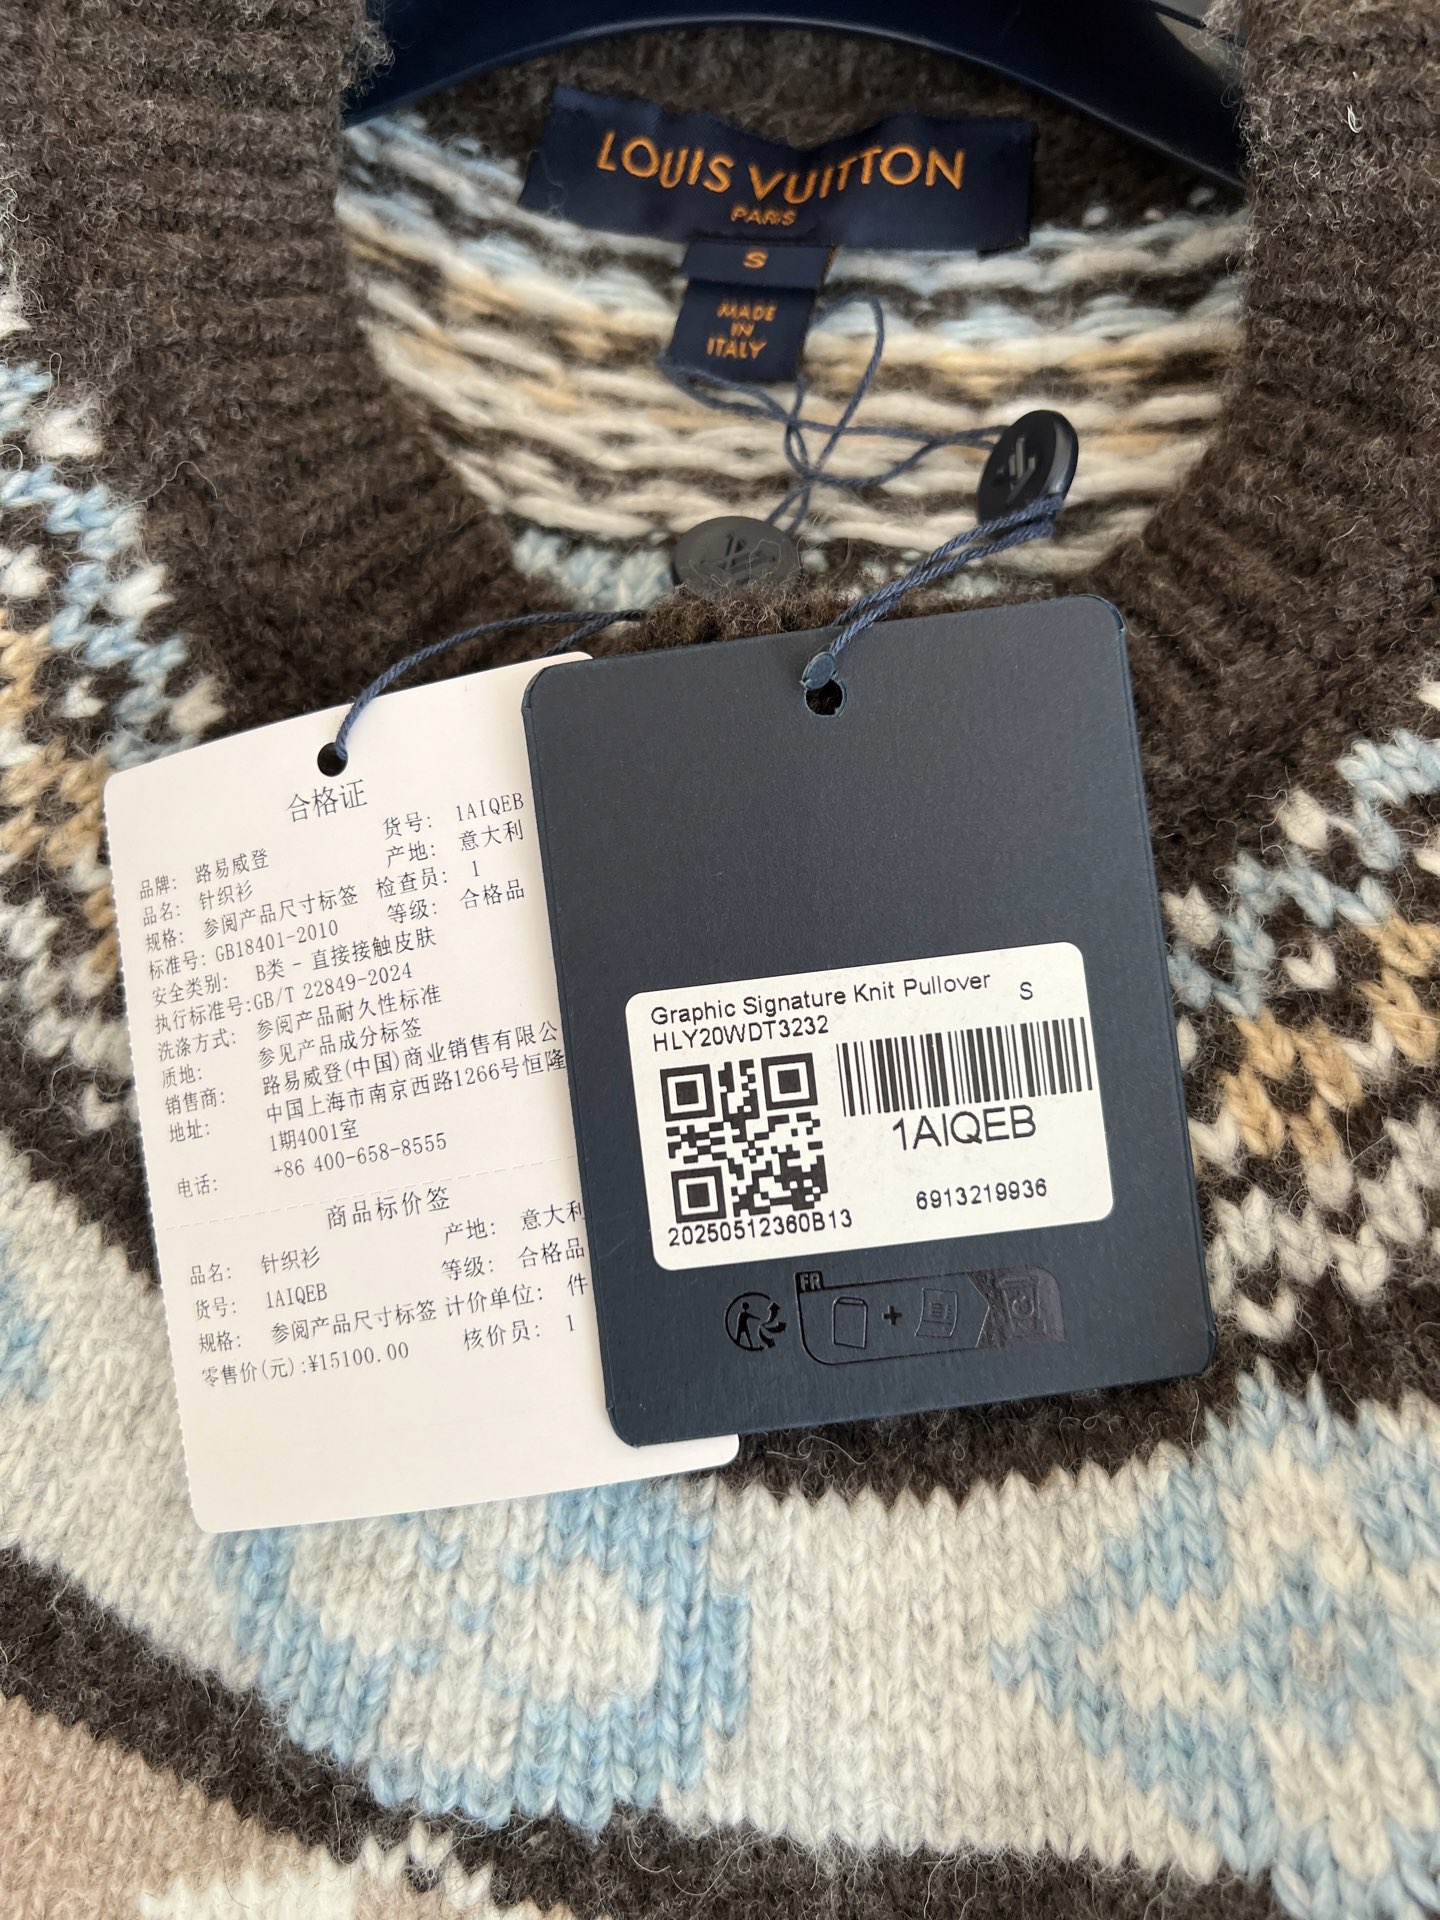 LOUIS VUITTON
PARIS
S
MADE
IN
ITALY
合格证
货号: 1AIQEB
品牌: 路易威登
产地: 意大利
品名: 针织衫
检查员: 1
规格: 参阅产品尺寸标签
等级: 合格品
标准号: GB18401-2010
安全类别: B类 - 直接接触皮肤
执行标准号:GB/T 22849-2024
洗涤方式: 参阅产品耐久性标准
质地: 参见产品成分标签
销售商: 路易威登(中国)商业销售有限公
地址: 中国上海市南京西路1266号恒隆
1期4001室
电话: +86 400-658-8555
商品标价签
产地: 意大利
品名: 针织衫
等级: 合格品
货号: 1AIQEB
计价单位: 件
规格: 参阅产品尺寸标签
核价员: 1
零售价(元):¥15100.00
Graphic Signature Knit Pullover S
HLY20WDT3232
1AIQEB
6913219936
20250512360B13
FR
+